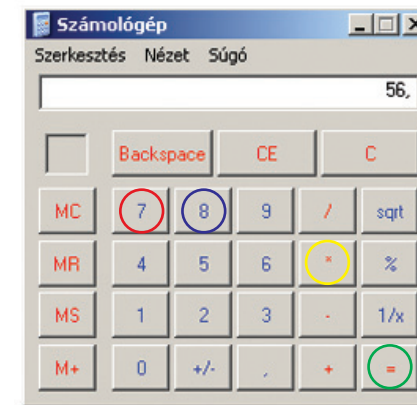 Számológép
Szerkesztés Nézet Súgó
56,
Backspace CE C
MC 7 8 9 / sqrt
MR 4 5 6 * %
MS 1 2 3 - 1/x
M+ 0 +/- , + =